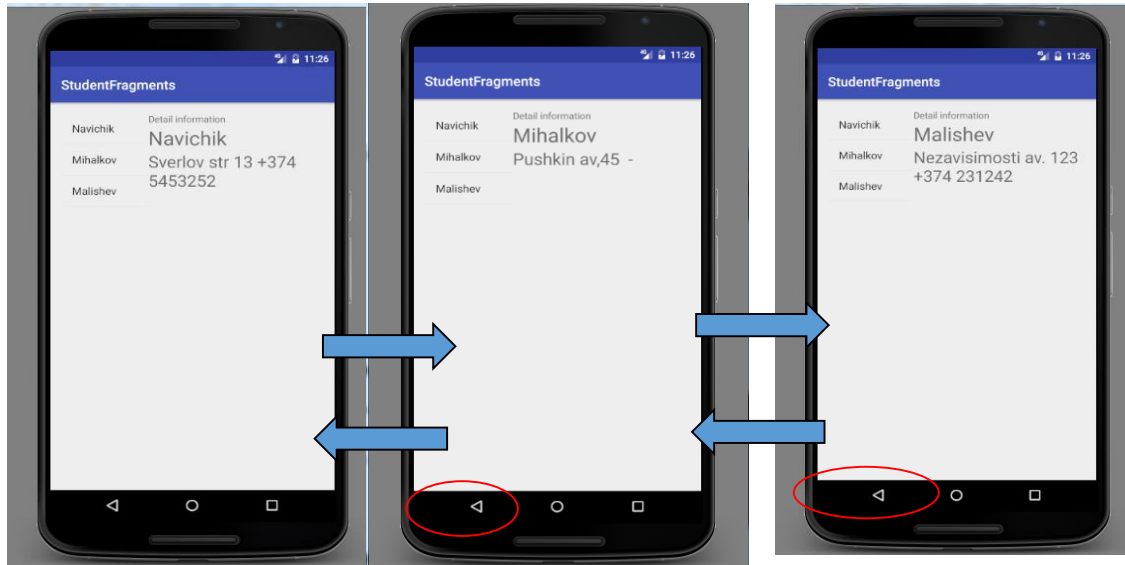 11:26
StudentFragments
Navichik
Mihalkov
Malishev
Detail information
Navichik
Sverlov str 13 +374
5453252
11:26
StudentFragments
Navichik
Mihalkov
Malishev
Detail information
Mihalkov
Pushkin av,45 -
11:26
StudentFragments
Navichik
Mihalkov
Malishev
Detail information
Malishev
Nezavisimosti av. 123
+374 231242